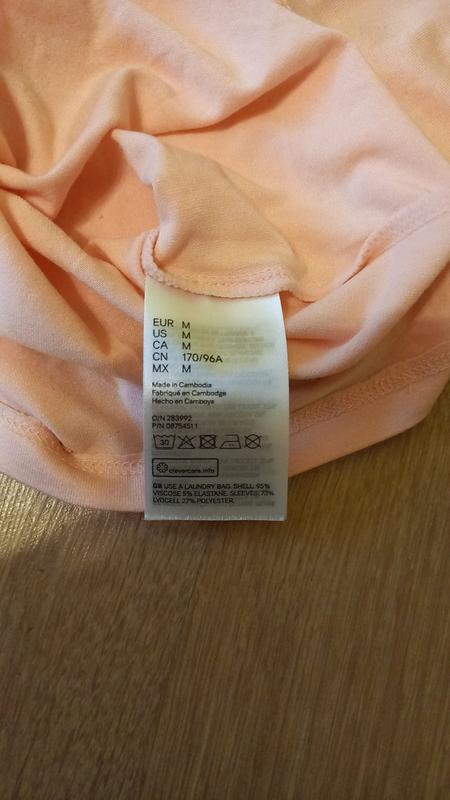 EUR M
US M
CA M
CN 170/96A
MX M
Made in Cambodia
Fabriqué en Cambodge
Hecho en Camboya
O/N 283992
P/N 08754511
30
clevercare.info
GB USE A LAUNDRY BAG. SHELL: 95%
VISCOSE 5% ELASTANE. SLEEVES: 73%
LYOCELL 27% POLYESTER.